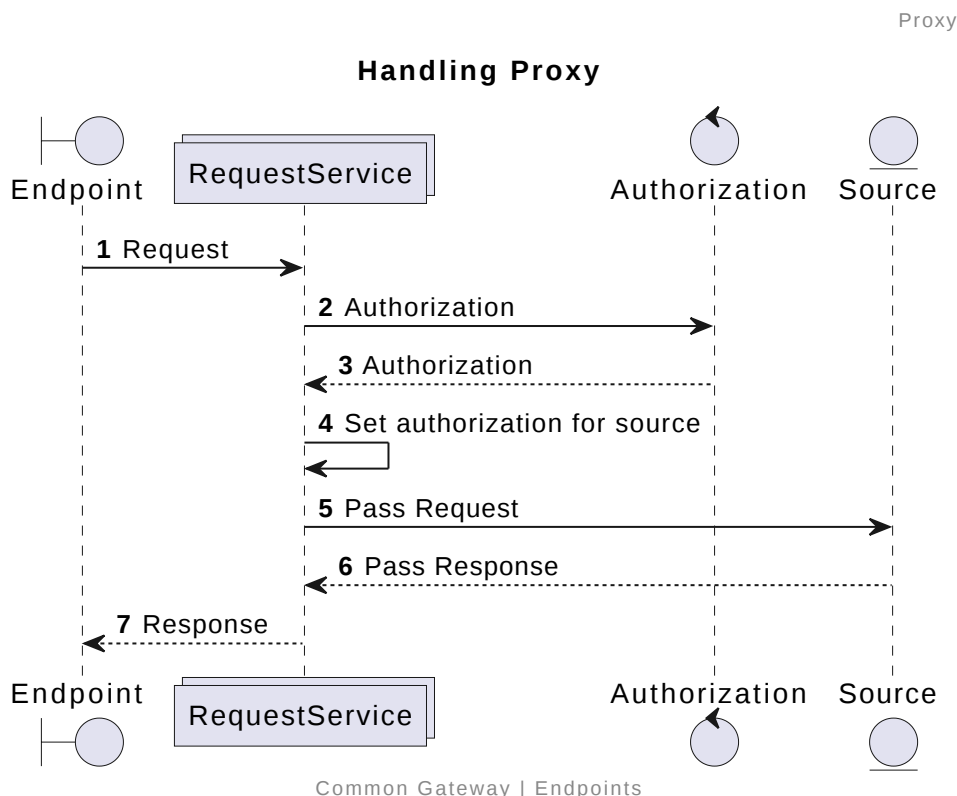 Proxy
Handling Proxy
Endpoint
RequestService
Authorization
Source
1 Request
2 Authorization
3 Authorization
4 Set authorization for source
5 Pass Request
6 Pass Response
7 Response
Endpoint
RequestService
Authorization
Source
Common Gateway | Endpoints